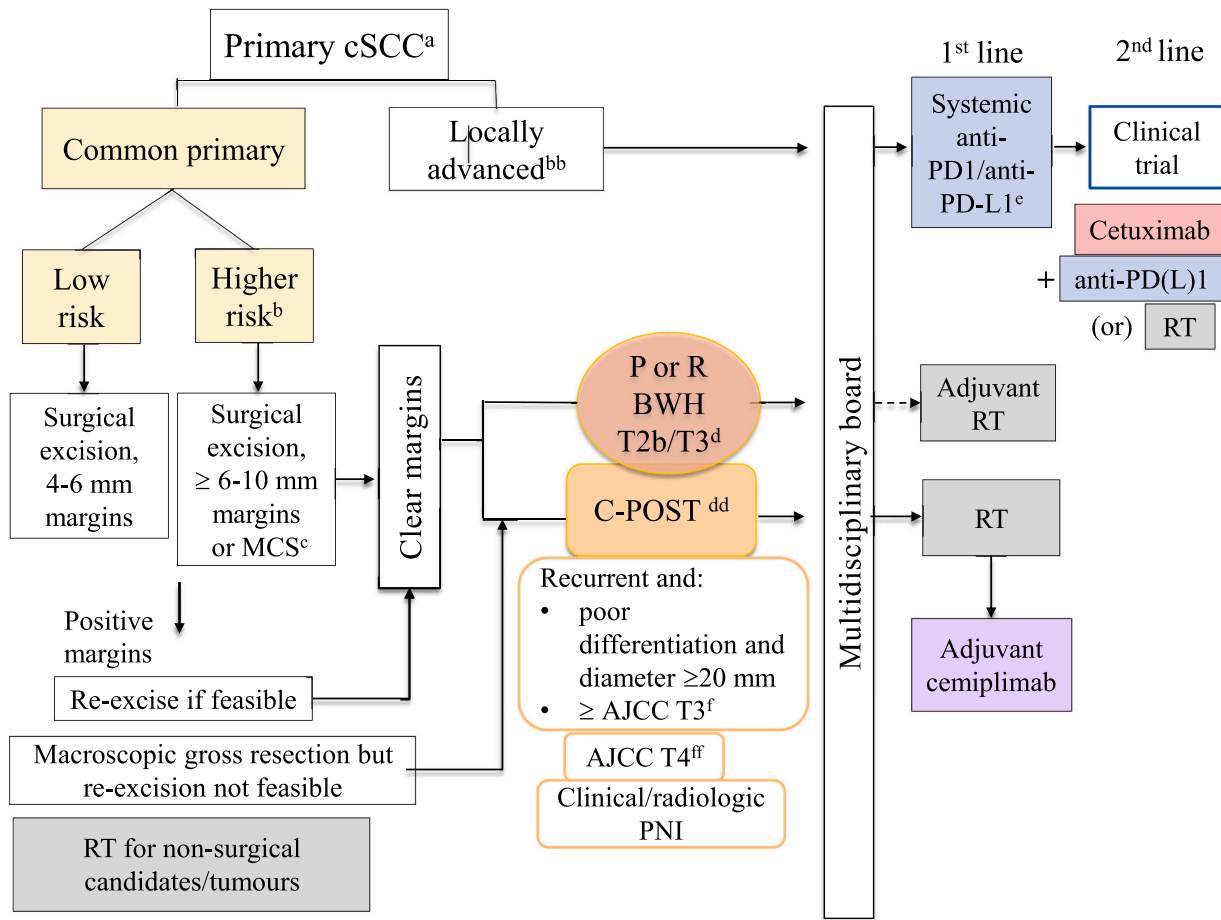 Primary cSCCᵃ
1ˢᵗ line
2ⁿᵈ line
Common primary
Locally
advancedᵇᵇ
Systemic
anti-
PD1/anti-
PD-L1ᵉ
Clinical
trial
Cetuximab
+ anti-PD(L)1
(or) RT
Low
risk
Higher
riskᵇ
Surgical
excision,
4-6 mm
margins
Surgical
excision,
≥ 6-10 mm
margins
or MCSᶜ
Clear margins
P or R
BWH
T2b/T3ᵈ
C-POST ᵈᵈ
Recurrent and:
• poor
differentiation and
diameter ≥20 mm
• ≥ AJCC T3ᶠ
AJCC T4ᶠᶠ
Clinical/radiologic
PNI
Multidisciplinary board
Adjuvant
RT
RT
Adjuvant
cemiplimab
Positive
margins
Re-excise if feasible
Macroscopic gross resection but
re-excision not feasible
RT for non-surgical
candidates/tumours